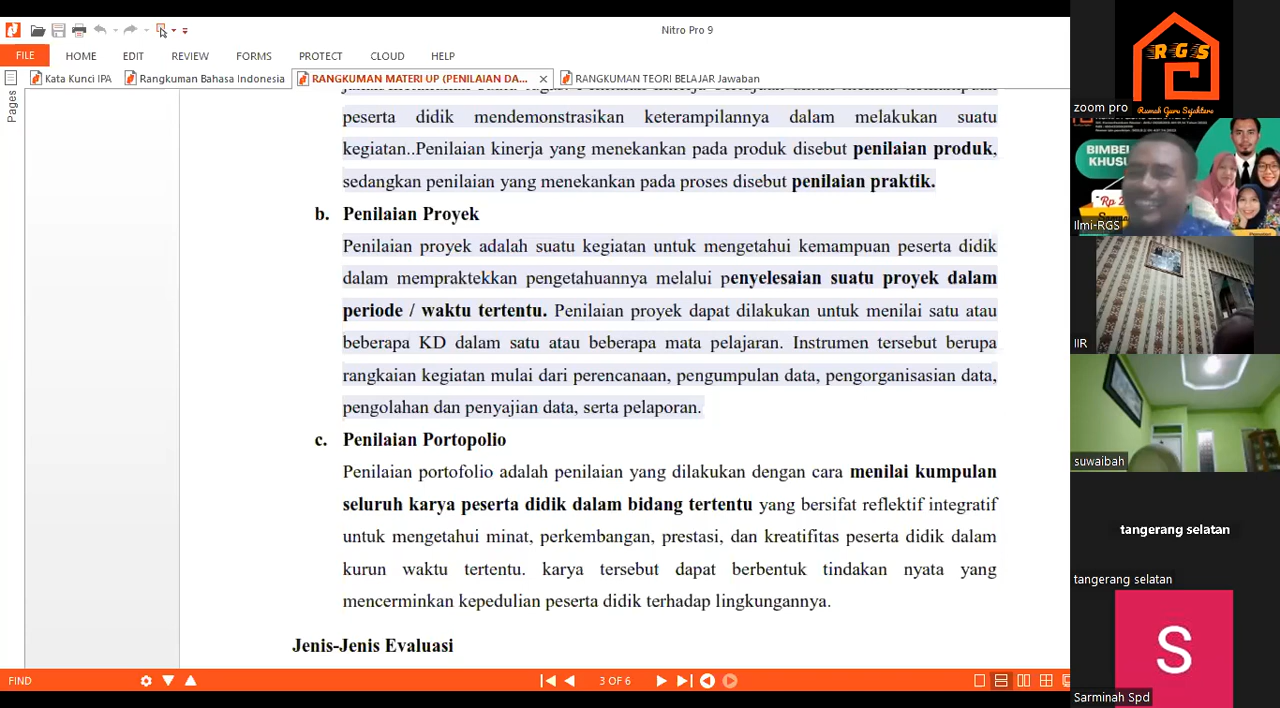 Nitro Pro 9
FILE HOME EDIT REVIEW FORMS PROTECT CLOUD HELP
Kata Kunci IPA Rangkuman Bahasa Indonesia RANGKUMAN MATERI UP (PENILAIAN DA... RANGKUMAN TEORI BELAJAR Jawaban
Pages
peserta didik mendemonstrasikan keterampilannya dalam melakukan suatu
kegiatan..Penilaian kinerja yang menekankan pada produk disebut penilaian produk,
sedangkan penilaian yang menekankan pada proses disebut penilaian praktik.
b. Penilaian Proyek
Penilaian proyek adalah suatu kegiatan untuk mengetahui kemampuan peserta didik
dalam mempraktekkan pengetahuannya melalui penyelesaian suatu proyek dalam
periode / waktu tertentu. Penilaian proyek dapat dilakukan untuk menilai satu atau
beberapa KD dalam satu atau beberapa mata pelajaran. Instrumen tersebut berupa
rangkaian kegiatan mulai dari perencanaan, pengumpulan data, pengorganisasian data,
pengolahan dan penyajian data, serta pelaporan.
c. Penilaian Portopolio
Penilaian portofolio adalah penilaian yang dilakukan dengan cara menilai kumpulan
seluruh karya peserta didik dalam bidang tertentu yang bersifat reflektif integratif
untuk mengetahui minat, perkembangan, prestasi, dan kreatifitas peserta didik dalam
kurun waktu tertentu. karya tersebut dapat berbentuk tindakan nyata yang
mencerminkan kepedulian peserta didik terhadap lingkungannya.
Jenis-Jenis Evaluasi
FIND 3 OF 6
RGS
Rumah Guru Sejahtera
zoom pro
BIMBEL
KHUSU
Ilmi-RGS
IIR
suwaibah
tangerang selatan
tangerang selatan
S
Sarminah Spd